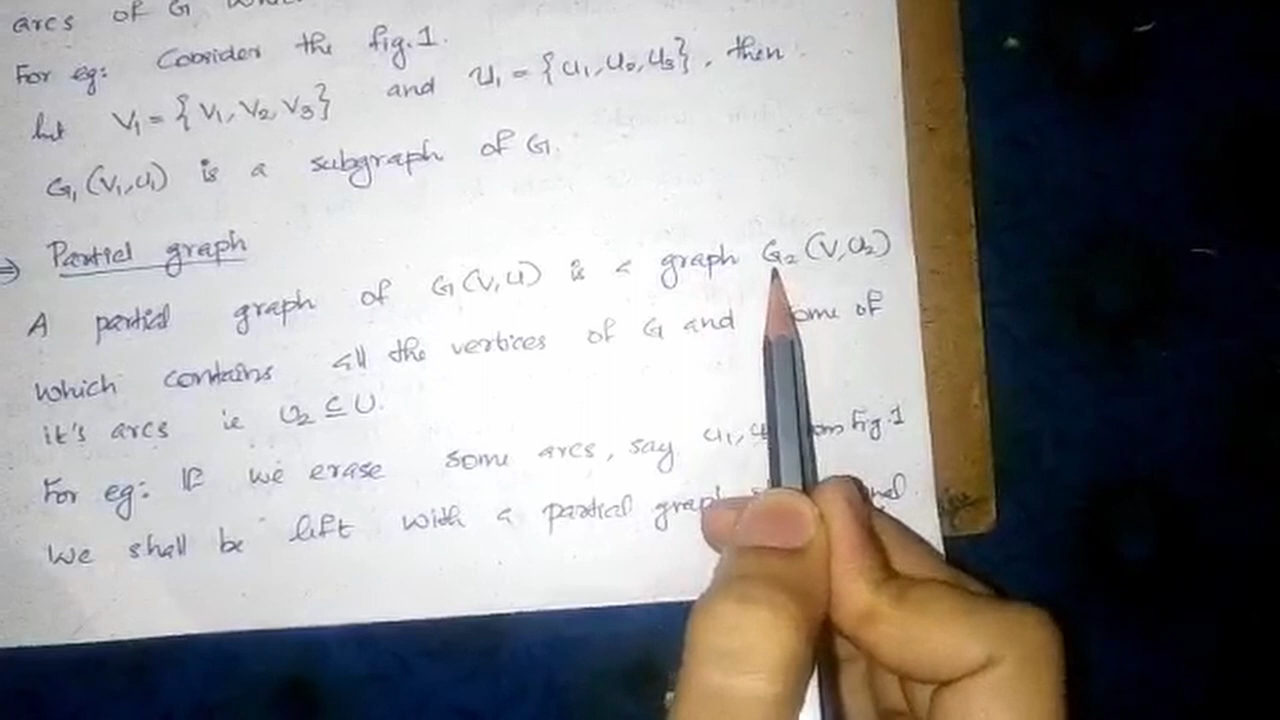 arcs of G
For eg: Consider the fig.1.
let V₁ = {V₁, V₂, V₃} and U₁ = {U₁, U₂, U₃}, then
G₁(V₁,U₁) is a subgraph of G.
⇒ Partial graph
A partial graph of G(V,U) is a graph G₂(V,U₂)
which contains all the vertices of G and some of
it's arcs ie U₂ ⊆ U.
For eg: If we erase some arcs, say U₁, fig.1
We shall be lift with a partial graph